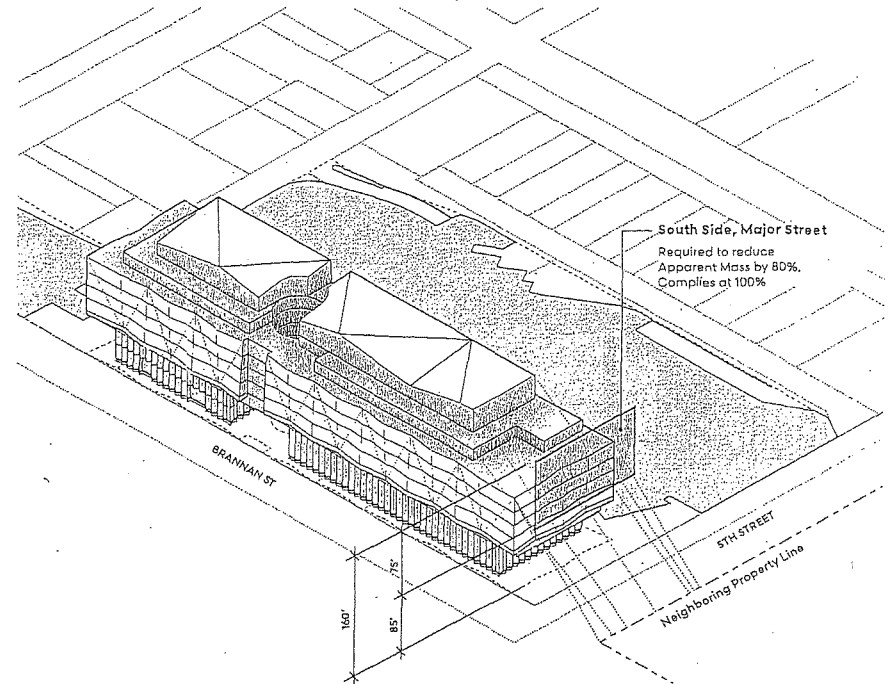 South Side, Major Street
Required to reduce
Apparent Mass by 80%.
Complies at 100%
BRANNAN ST
5TH STREET
Neighboring Property Line
75'
160'
85'